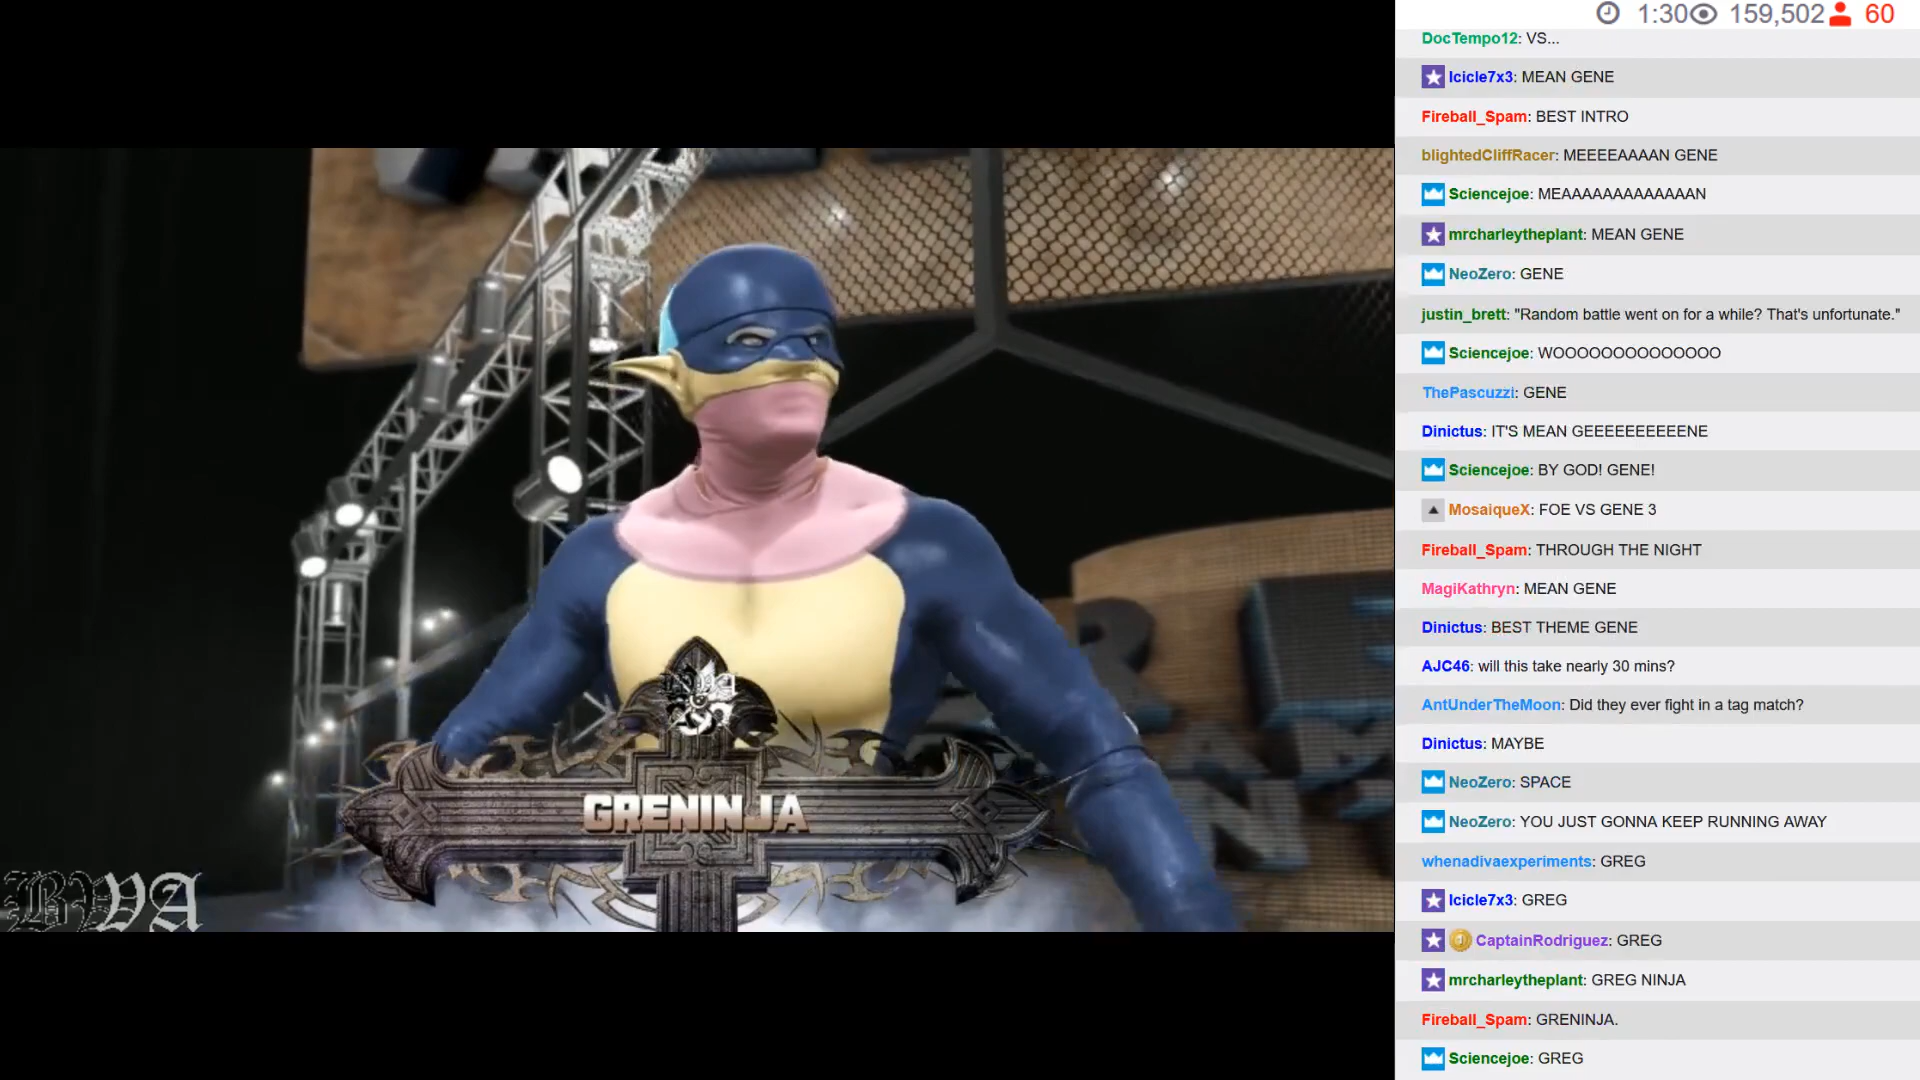 1:30 159,502 60
DocTempo12: VS...
Icicle7x3: MEAN GENE
Fireball_Spam: BEST INTRO
blightedCliffRacer: MEEEEAAAAN GENE
Sciencejoe: MEAAAAAAAAAAAAAN
mrcharleytheplant: MEAN GENE
NeoZero: GENE
justin_brett: "Random battle went on for a while? That's unfortunate."
Sciencejoe: WOOOOOOOOOOOOOO
ThePascuzzi: GENE
Dinictus: IT'S MEAN GEEEEEEEEEENE
Sciencejoe: BY GOD! GENE!
MosaiqueX: FOE VS GENE 3
Fireball_Spam: THROUGH THE NIGHT
MagiKathryn: MEAN GENE
Dinictus: BEST THEME GENE
AJC46: will this take nearly 30 mins?
AntUnderTheMoon: Did they ever fight in a tag match?
Dinictus: MAYBE
NeoZero: SPACE
NeoZero: YOU JUST GONNA KEEP RUNNING AWAY
whenadivaexperiments: GREG
Icicle7x3: GREG
CaptainRodriguez: GREG
mrcharleytheplant: GREG NINJA
Fireball_Spam: GRENINJA.
Sciencejoe: GREG
GRENINJA